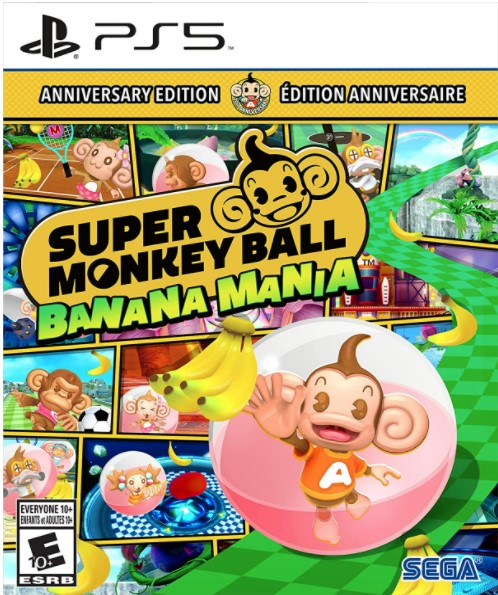 PS5
ANNIVERSARY EDITION ÉDITION ANNIVERSAIRE
M
SUPER
MONKEY BALL
BANANA MANIA
TM
A
EVERYONE 10+
ENFANTS et ADULTES 10+
E
10+
ESRB
SEGA